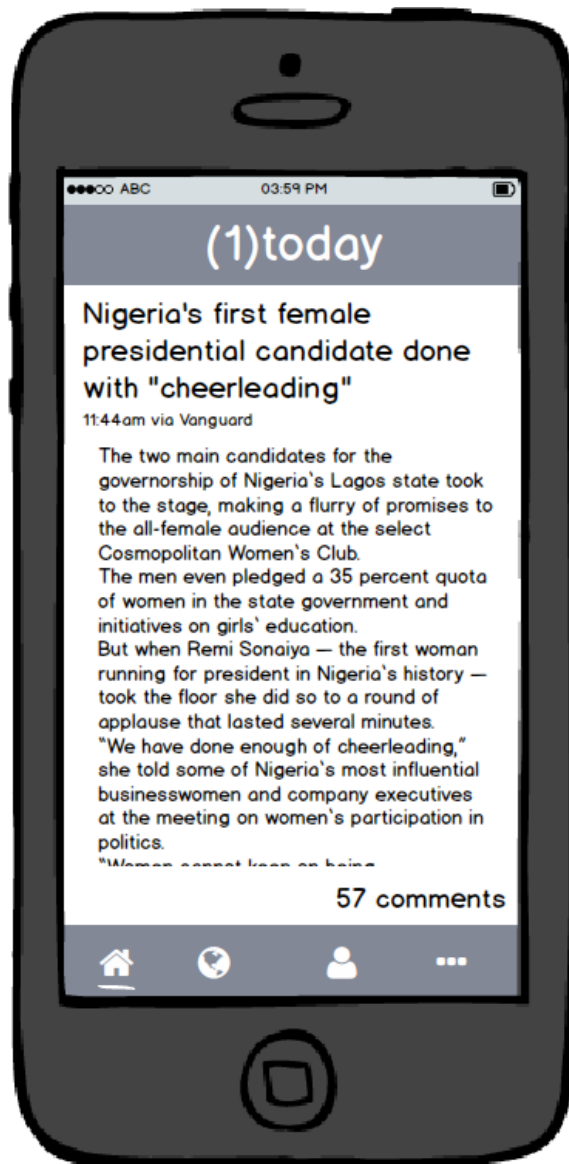 ABC 03:59 PM
(1)today
Nigeria's first female
presidential candidate done
with "cheerleading"
11:44am via Vanguard
The two main candidates for the
governorship of Nigeria`s Lagos state took
to the stage, making a flurry of promises to
the all-female audience at the select
Cosmopolitan Women`s Club.
The men even pledged a 35 percent quota
of women in the state government and
initiatives on girls` education.
But when Remi Sonaiya — the first woman
running for president in Nigeria`s history —
took the floor she did so to a round of
applause that lasted several minutes.
“We have done enough of cheerleading,”
she told some of Nigeria`s most influential
businesswomen and company executives
at the meeting on women`s participation in
politics.
“Women cannot keep on being
57 comments